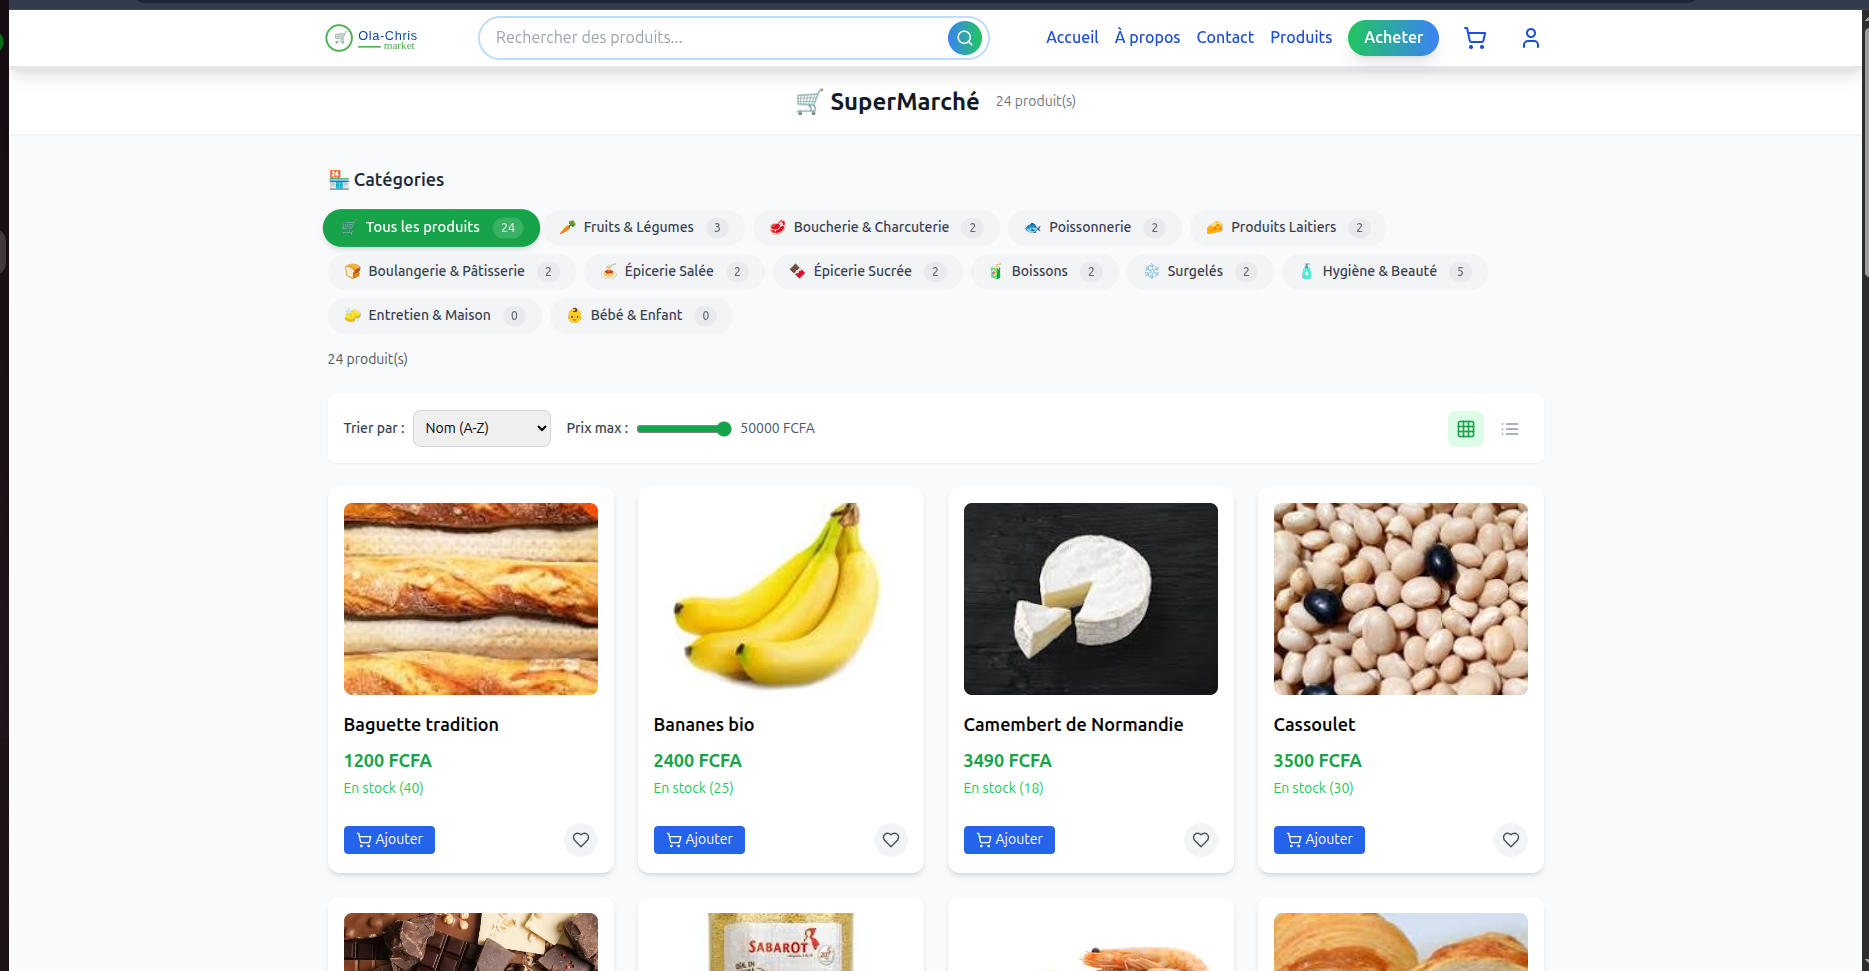 Ola-Chris
market
Rechercher des produits...
Accueil À propos Contact Produits Acheter
SuperMarché 24 produit(s)
Catégories
Tous les produits 24 Fruits & Légumes 3 Boucherie & Charcuterie 2 Poissonnerie 2 Produits Laitiers 2
Boulangerie & Pâtisserie 2 Épicerie Salée 2 Épicerie Sucrée 2 Boissons 2 Surgelés 2 Hygiène & Beauté 5
Entretien & Maison 0 Bébé & Enfant 0
24 produit(s)
Trier par : Nom (A-Z) Prix max : 50000 FCFA
Baguette tradition Bananes bio Camembert de Normandie Cassoulet
1200 FCFA 2400 FCFA 3490 FCFA 3500 FCFA
En stock (40) En stock (25) En stock (18) En stock (30)
Ajouter Ajouter Ajouter Ajouter
SABAROT